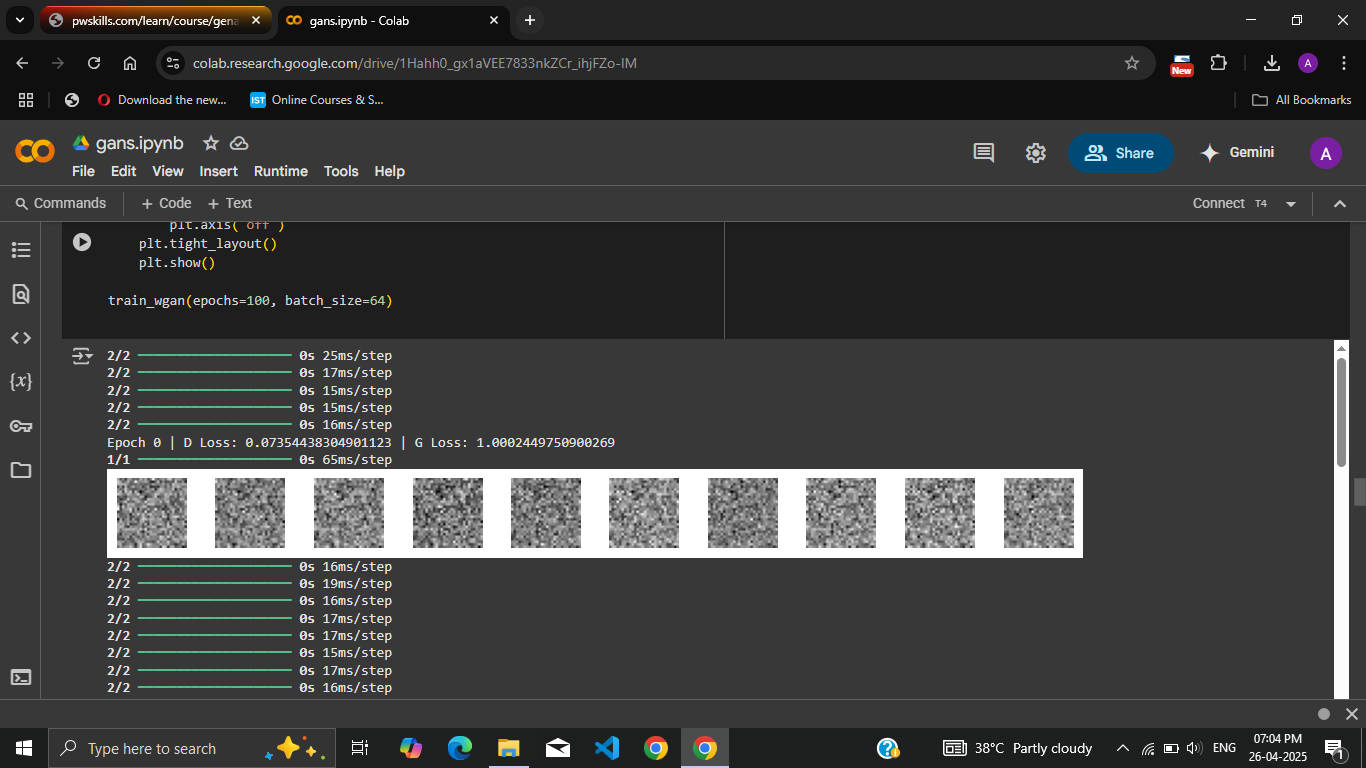 pwskills.com/learn/course/gena
gans.ipynb - Colab
colab.research.google.com/drive/1Hahh0_gx1aVEE7833nkZCr_ihjFZo-IM
New
A
Download the new...
IST
Online Courses & S...
All Bookmarks
gans.ipynb
File Edit View Insert Runtime Tools Help
Share
Gemini
A
Commands
+ Code + Text
Connect T4
plt.axis('off')
plt.tight_layout()
plt.show()
train_wgan(epochs=100, batch_size=64)
2/2 0s 25ms/step
2/2 0s 17ms/step
2/2 0s 15ms/step
2/2 0s 15ms/step
2/2 0s 16ms/step
Epoch 0 | D Loss: 0.07354438304901123 | G Loss: 1.0002449750900269
1/1 0s 65ms/step
2/2 0s 16ms/step
2/2 0s 19ms/step
2/2 0s 16ms/step
2/2 0s 17ms/step
2/2 0s 17ms/step
2/2 0s 15ms/step
2/2 0s 17ms/step
2/2 0s 16ms/step
Type here to search
38°C Partly cloudy
ENG
07:04 PM
26-04-2025
1